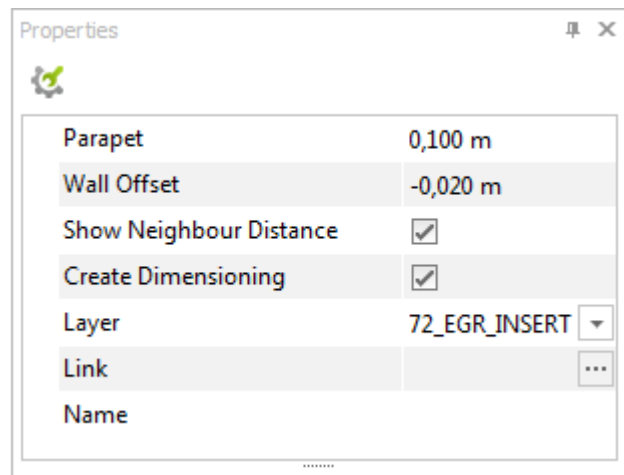 Properties
Parapet 0,100 m
Wall Offset -0,020 m
Show Neighbour Distance
Create Dimensioning
Layer 72_EGR_INSERT
Link ...
Name